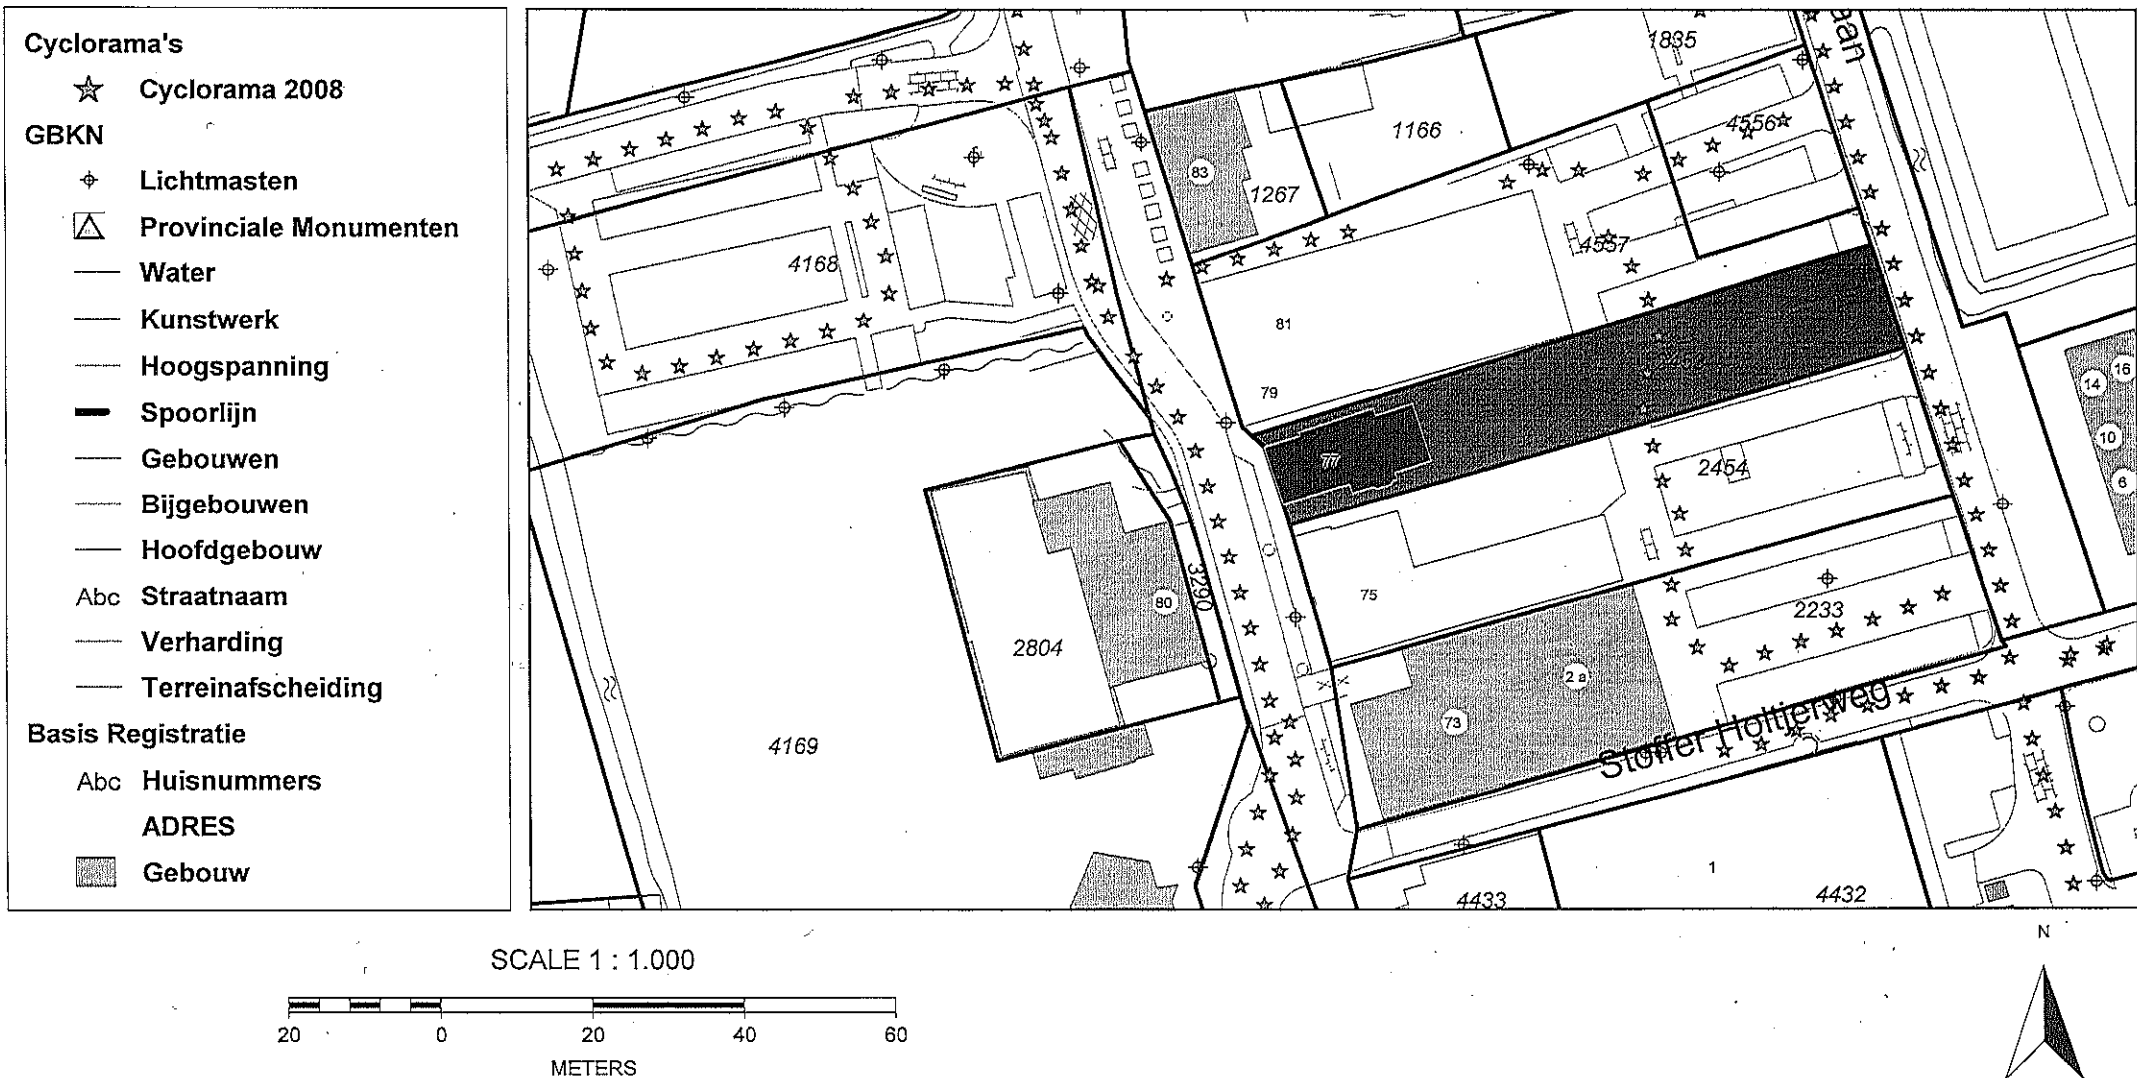 Cyclorama's
Cyclorama 2008
GBKN
Lichtmasten
Provinciale Monumenten
Water
Kunstwerk
Hoogspanning
Spoorlijn
Gebouwen
Bijgebouwen
Hoofdgebouw
Abc Straatnaam
Verharding
Terreinafscheiding
Basis Registratie
Abc Huisnummers
ADRES
Gebouw
aan
1835
4556
1166
83
1267
4557
4168
81
79
77
2454
14
16
10
6
3290
80
75
2233
2804
2 a
73
Stoffer Holtjerweg
4169
1
4433
4432
SCALE 1 : 1.000
20 0 20 40 60
METERS
N